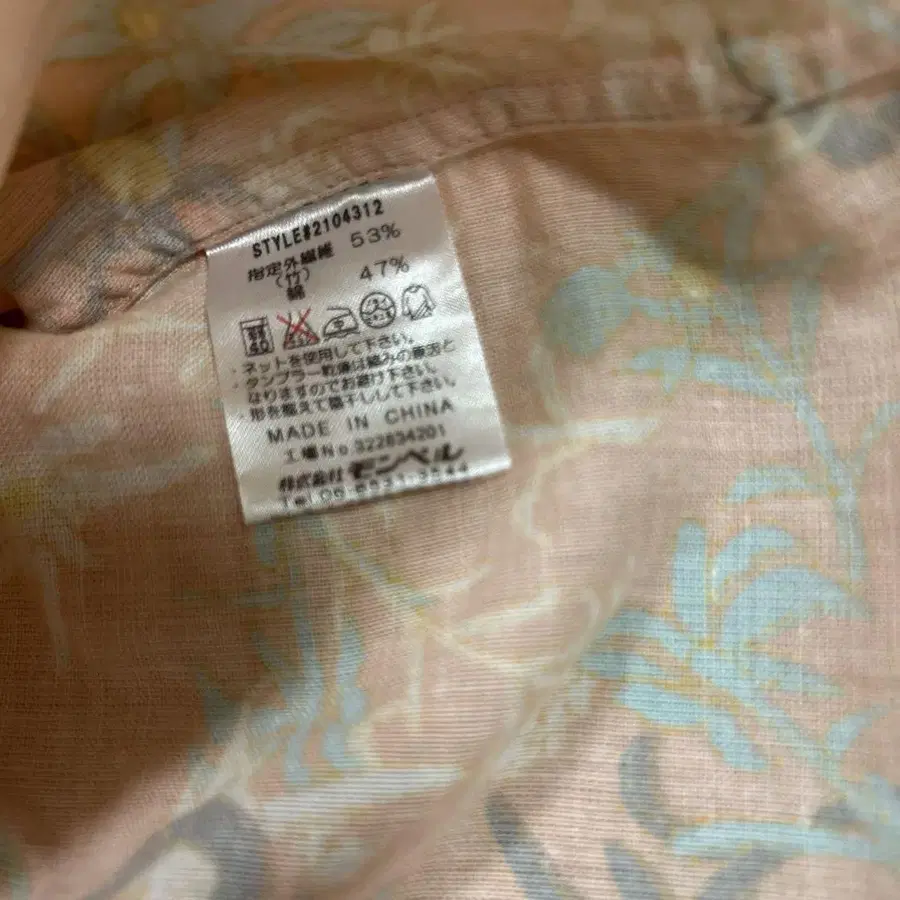 STYLE#2104312
指定外繊維 53%
(竹)
綿 47%
40
・ネットを使用して下さい。
・タンブラー乾燥は縮みの原因と
なりますのでお避け下さい。
・形を整えて陰干しして下さい。
MADE IN CHINA
工場No.322834201
株式会社モンベル